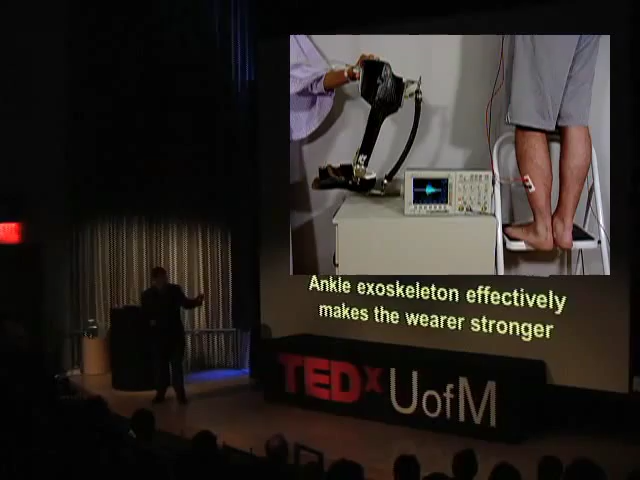 Ankle exoskeleton effectively
makes the wearer stronger
TEDx UofM